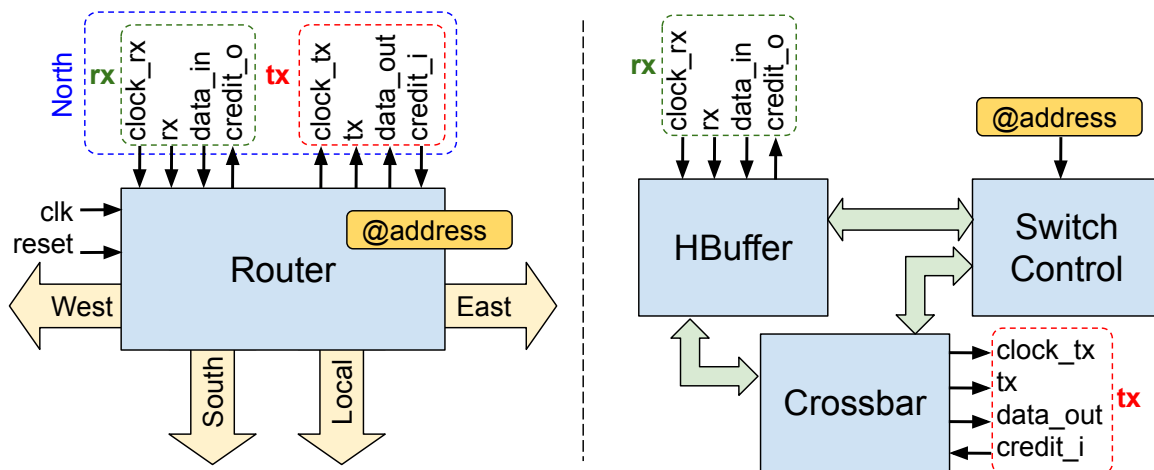 North
rx
clock_rx
rx
data_in
credit_o
tx
clock_tx
tx
data_out
credit_i
clk
reset
@address
Router
West
East
South
Local
rx
clock_rx
rx
data_in
credit_o
@address
HBuffer
Switch
Control
Crossbar
clock_tx
tx
data_out
credit_i
tx